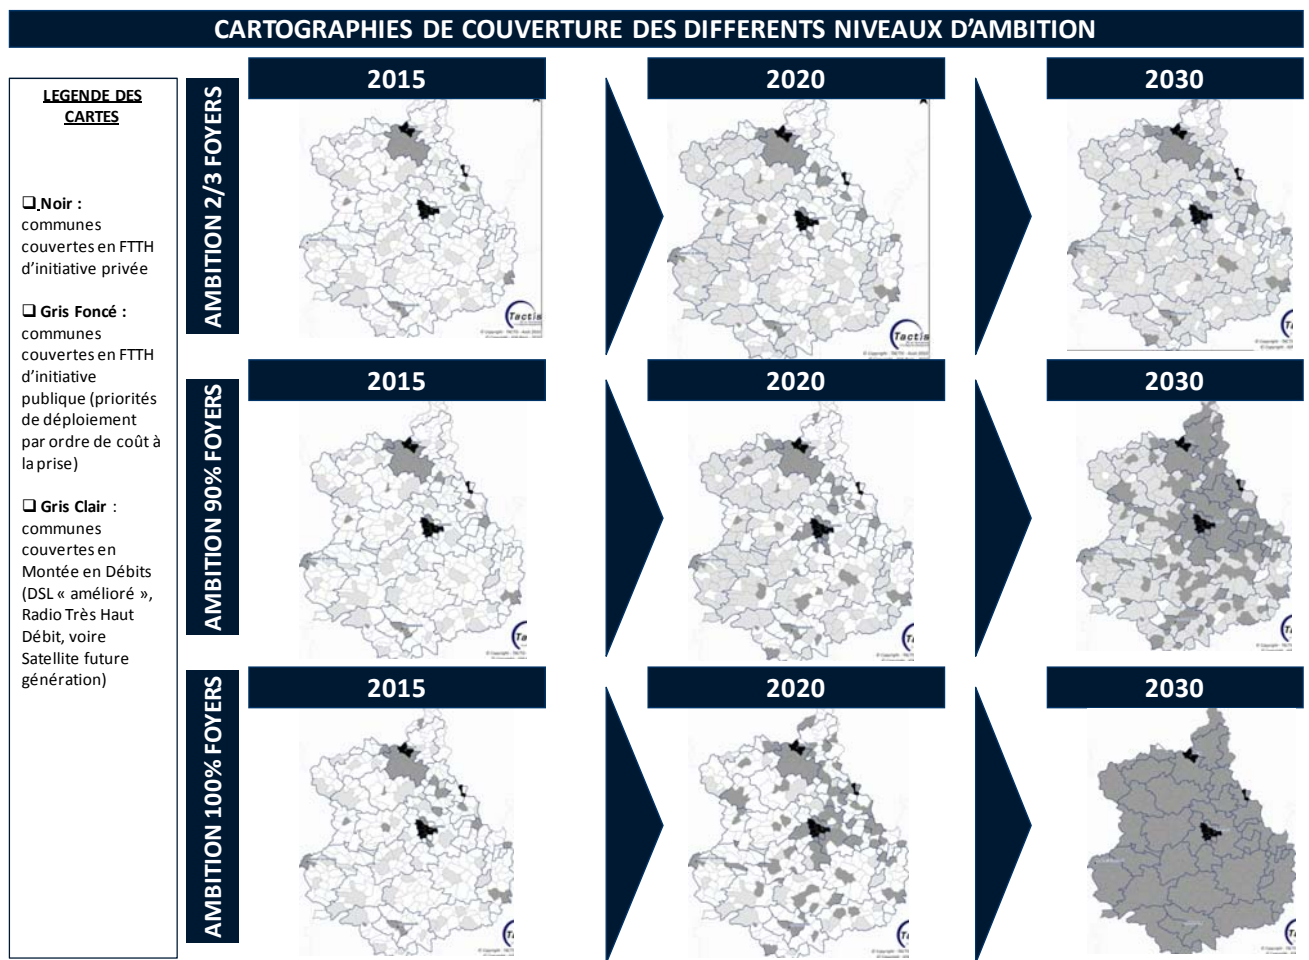 CARTOGRAPHIES DE COUVERTURE DES DIFFERENTS NIVEAUX D'AMBITION
LEGENDE DES
CARTES
❑ Noir :
communes
couvertes en FTTH
d'initiative privée
❑ Gris Foncé :
communes
couvertes en FTTH
d'initiative
publique (priorités
de déploiement
par ordre de coût à
la prise)
❑ Gris Clair :
communes
couvertes en
Montée en Débits
(DSL « amélioré »,
Radio Très Haut
Débit, voire
Satellite future
génération)
AMBITION 2/3 FOYERS
2015
2020
2030
Tactis
Tactis
AMBITION 90% FOYERS
2015
2020
2030
AMBITION 100% FOYERS
2015
2020
2030